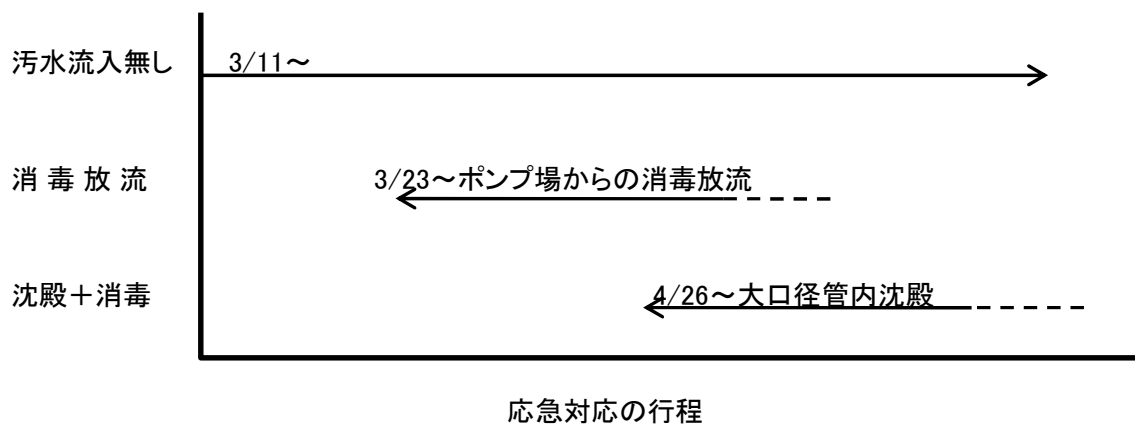 汚水流入無し
3/11～
消 毒 放 流
3/23～ポンプ場からの消毒放流
沈殿＋消毒
4/26～大口径管内沈殿
応急対応の行程